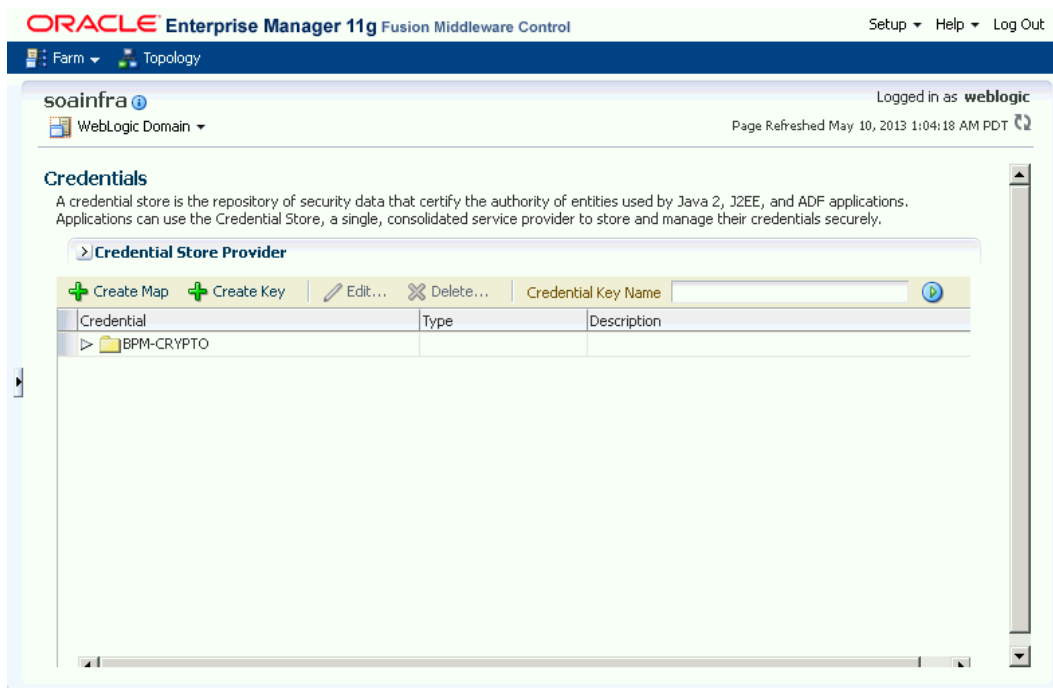 ORACLE Enterprise Manager 11g Fusion Middleware Control Setup Help Log Out
Farm Topology
soainfra Logged in as weblogic
WebLogic Domain Page Refreshed May 10, 2013 1:04:18 AM PDT
Credentials
A credential store is the repository of security data that certify the authority of entities used by Java 2, J2EE, and ADF applications.
Applications can use the Credential Store, a single, consolidated service provider to store and manage their credentials securely.
Credential Store Provider
Create Map Create Key Edit... Delete... Credential Key Name
Credential Type Description
BPM-CRYPTO